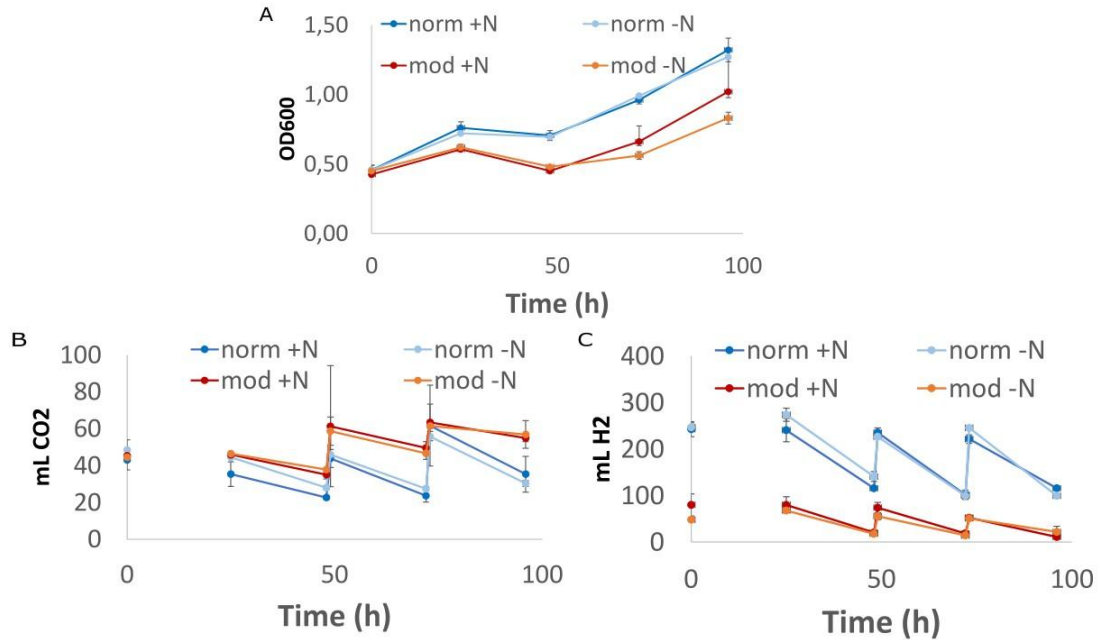 A
norm +N
norm -N
mod +N
mod -N
1,50
1,00
0,50
0,00
OD600
0
50
100
Time (h)
B
norm +N
norm -N
mod +N
mod -N
100
80
60
40
20
0
mL CO2
0
50
100
Time (h)
C
norm +N
norm -N
mod +N
mod -N
400
300
200
100
0
mL H2
0
50
100
Time (h)